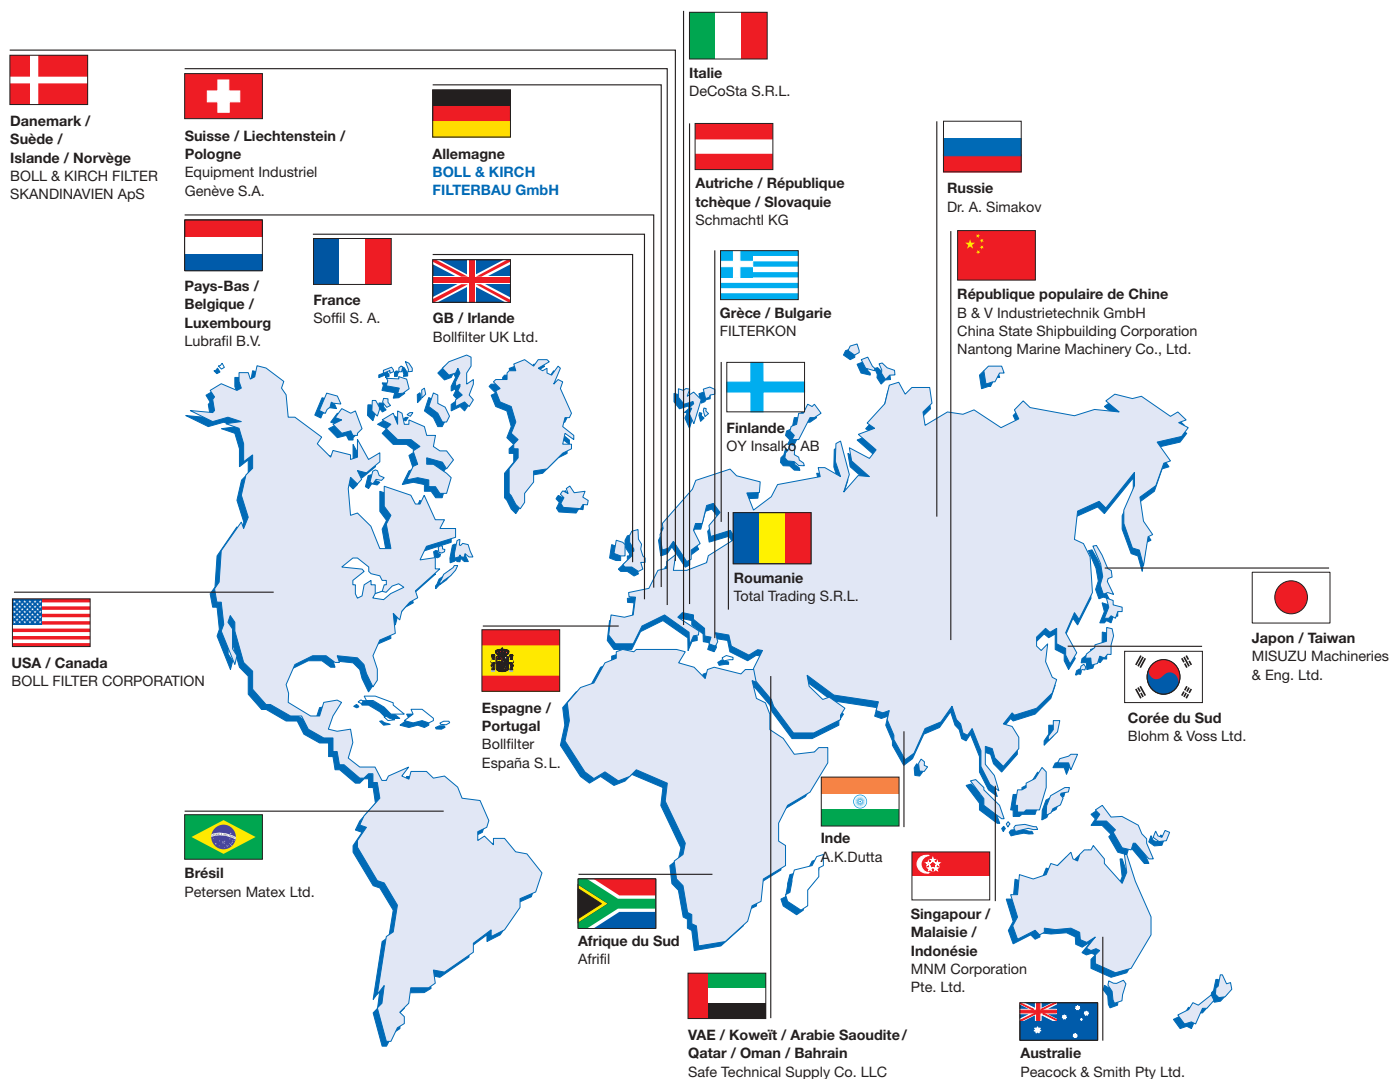 Italie
DeCoSta S.R.L.
Danemark /
Suède /
Islande / Norvège
BOLL & KIRCH FILTER
SKANDINAVIEN ApS
Suisse / Liechtenstein /
Pologne
Equipment Industriel
Genève S.A.
Allemagne
BOLL & KIRCH
FILTERBAU GmbH
Autriche / République
tchèque / Slovaquie
Schmachtl KG
Russie
Dr. A. Simakov
Pays-Bas /
Belgique /
Luxembourg
Lubrafil B.V.
France
Soffil S. A.
GB / Irlande
Bollfilter UK Ltd.
Grèce / Bulgarie
FILTERKON
République populaire de Chine
B & V Industrietechnik GmbH
China State Shipbuilding Corporation
Nantong Marine Machinery Co., Ltd.
Finlande
OY Insalko AB
Roumanie
Total Trading S.R.L.
USA / Canada
BOLL FILTER CORPORATION
Espagne /
Portugal
Bollfilter
España S.L.
Japon / Taiwan
MISUZU Machineries
& Eng. Ltd.
Corée du Sud
Blohm & Voss Ltd.
Brésil
Petersen Matex Ltd.
Inde
A.K.Dutta
Afrique du Sud
Afrifil
Singapour /
Malaisie /
Indonésie
MNM Corporation
Pte. Ltd.
VAE / Koweït / Arabie Saoudite /
Qatar / Oman / Bahrain
Safe Technical Supply Co. LLC
Australie
Peacock & Smith Pty Ltd.